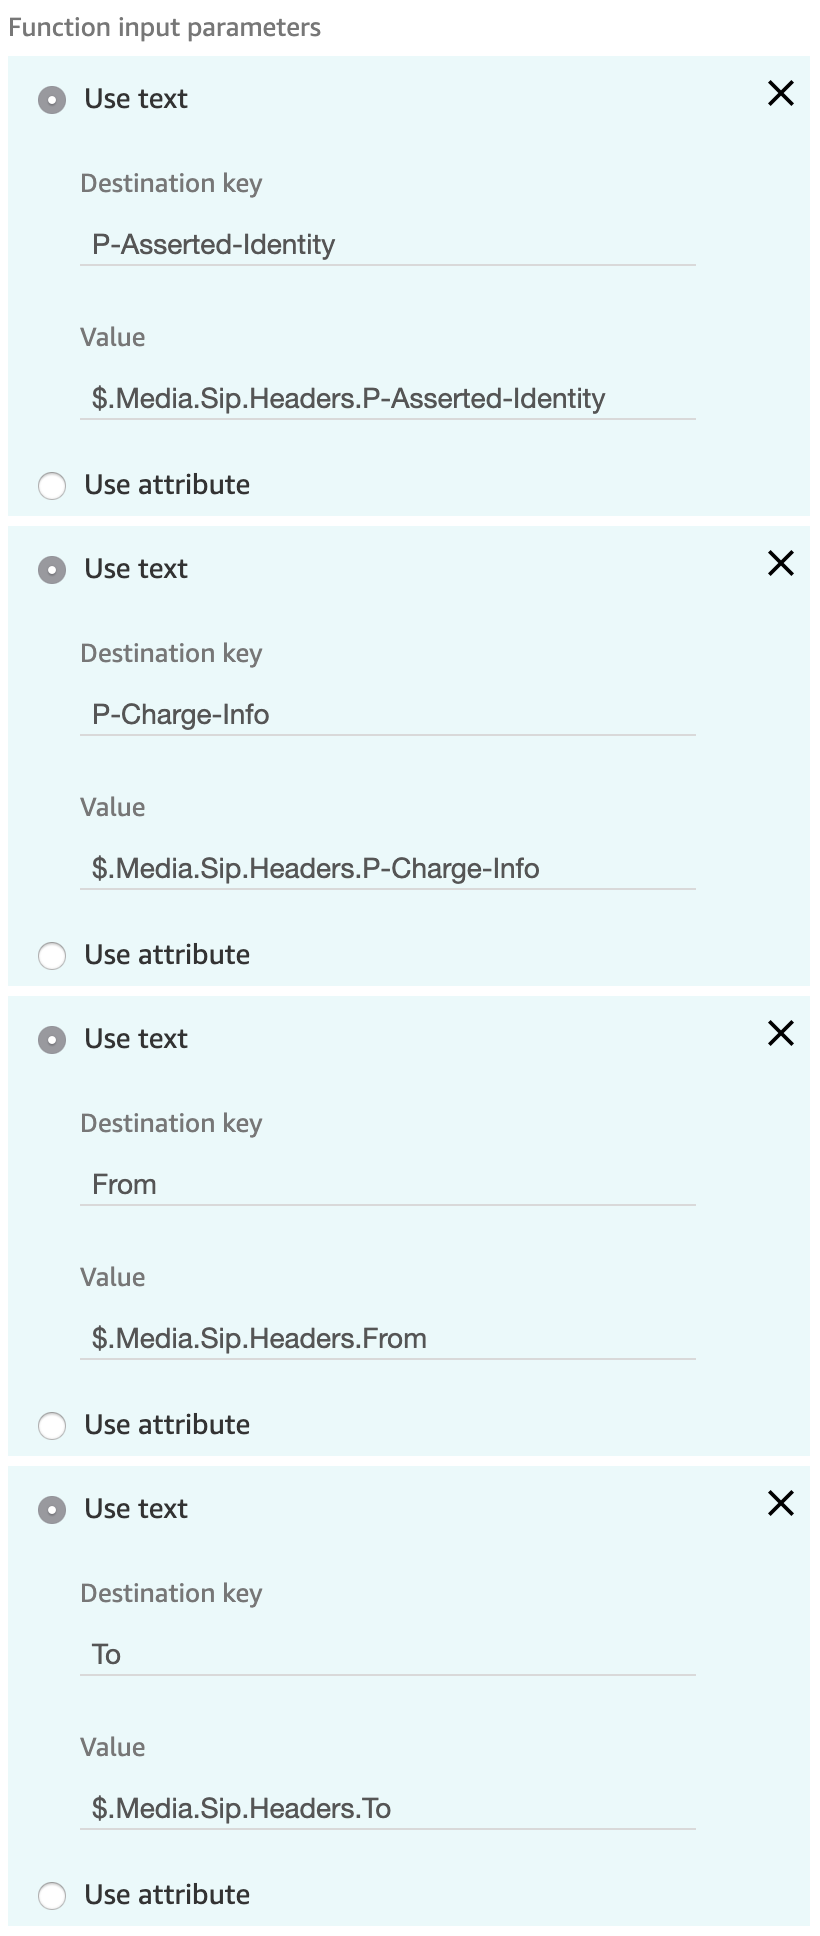 Function input parameters
Use text
Destination key
P-Asserted-Identity
Value
$.Media.Sip.Headers.P-Asserted-Identity
Use attribute
Use text
Destination key
P-Charge-Info
Value
$.Media.Sip.Headers.P-Charge-Info
Use attribute
Use text
Destination key
From
Value
$.Media.Sip.Headers.From
Use attribute
Use text
Destination key
To
Value
$.Media.Sip.Headers.To
Use attribute